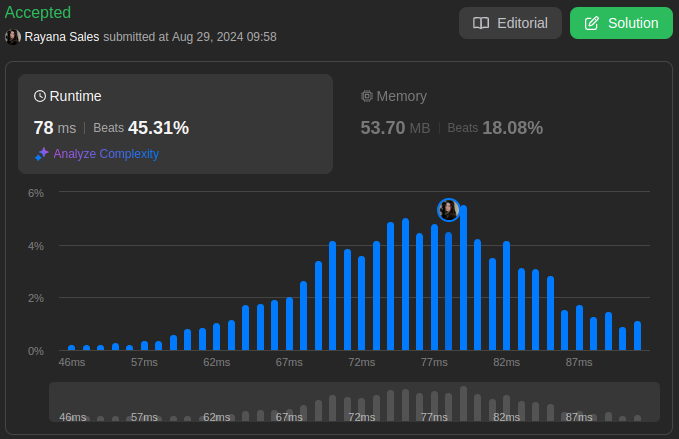 Accepted
Editorial
Solution
Rayana Sales submitted at Aug 29, 2024 09:58
Runtime
78 ms | Beats 45.31%
Analyze Complexity
Memory
53.70 MB | Beats 18.08%
6%
4%
2%
0%
46ms 57ms 62ms 67ms 72ms 77ms 82ms 87ms
46ms 57ms 62ms 67ms 72ms 77ms 82ms 87ms